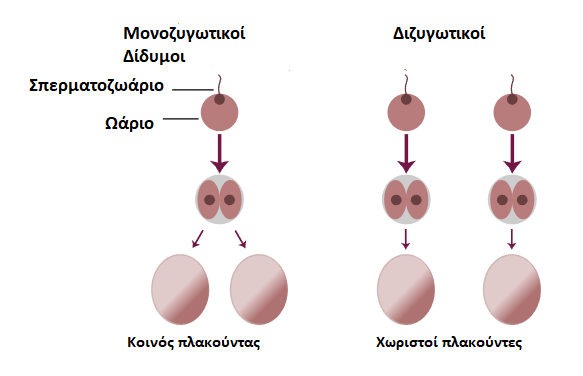 Μονοζυγωτικοί
Δίδυμοι
Διζυγωτικοί
Σπερματοζωάριο
Ωάριο
Κοινός πλακούντας
Χωριστοί πλακούντες